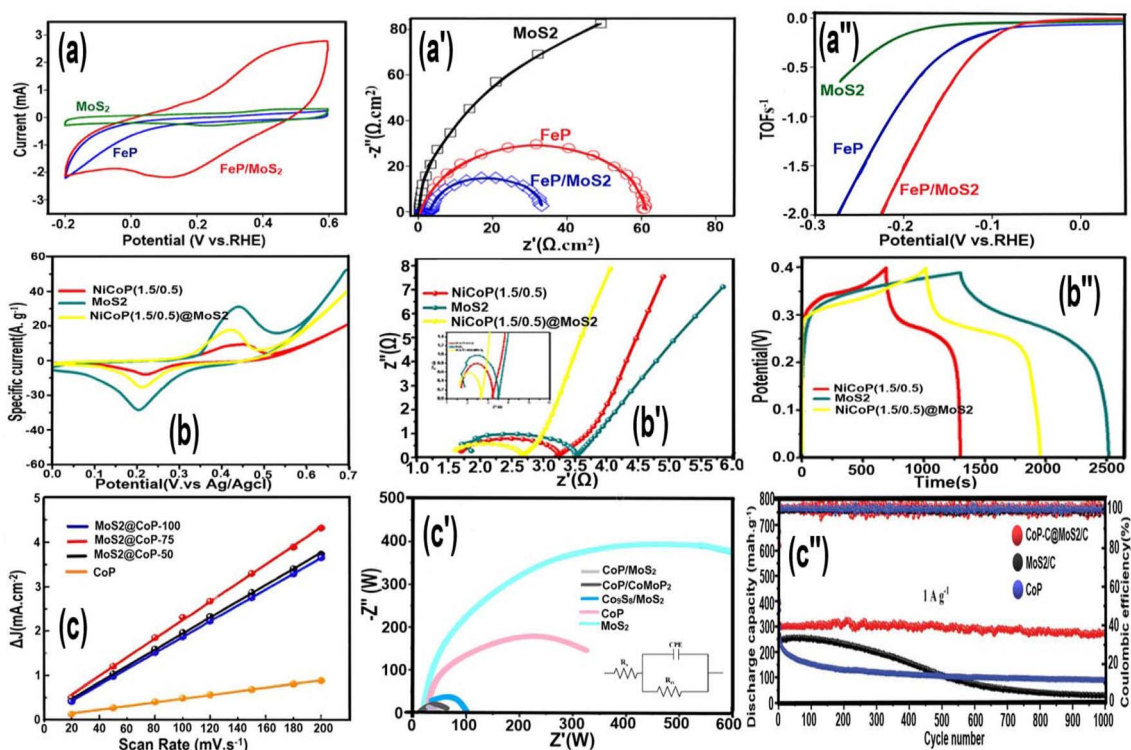 (a)
3
2
1
0
-1
-2
-3
Current (mA)
MoS₂
FeP
FeP/MoS₂
-0.2 0.0 0.2 0.4 0.6
Potential (V vs.RHE)
(a')
-80
60
40
20
0
-z''(Ω.cm²)
MoS2
FeP
FeP/MoS2
0 20 40 60 80
z'(Ω.cm²)
(a'')
0.0
-0.5
-1.0
-1.5
-2.0
TOFs⁻¹
MoS2
FeP
FeP/MoS2
-0.3 -0.2 -0.1 0.0
Potential (V vs.RHE)
60
40
20
0
-30
-60
Specific current(A. g⁻¹)
NiCoP(1.5/0.5)
MoS2
NiCoP(1.5/0.5)@MoS2
(b)
0.0 0.1 0.2 0.3 0.4 0.5 0.6 0.7
Potential(V.vs Ag/Agcl)
8
7
6
5
4
3
2
1
0
z''(Ω)
NiCoP(1.5/0.5)
MoS2
NiCoP(1.5/0.5)@MoS2
(b')
1.0 1.5 2.0 2.5 3.0 3.5 4.0 4.5 5.0 5.5 6.0
z'(Ω)
0.4
0.3
0.2
0.1
0.0
Potential(V)
(b'')
NiCoP(1.5/0.5)
MoS2
NiCoP(1.5/0.5)@MoS2
0 500 1000 1500 2000 2500
Time(s)
5
4
3
2
1
0
ΔJ(mA.cm⁻²)
MoS2@CoP-100
MoS2@CoP-75
MoS2@CoP-50
CoP
(c)
20 40 60 80 100 120 140 160 180 200
Scan Rate (mV.s⁻¹)
(c')
500
400
300
200
100
0
-Z'' (W)
CoP/MoS₂
CoP/CoMoP₂
Co₉S₈/MoS₂
CoP
MoS₂
CPE
0 100 200 300 400 500 600
Z'(W)
800
750
700
650
600
550
500
450
400
350
300
250
200
150
100
50
0
Discharge capacity (mah.g⁻¹)
(c'')
CoP-C@MoS2/C
MoS2/C
CoP
1 Ag⁻¹
100
80
60
40
20
0
Coulombic efficiency(%)
0 100 200 300 400 500 600 700 800 900 1000
Cycle number